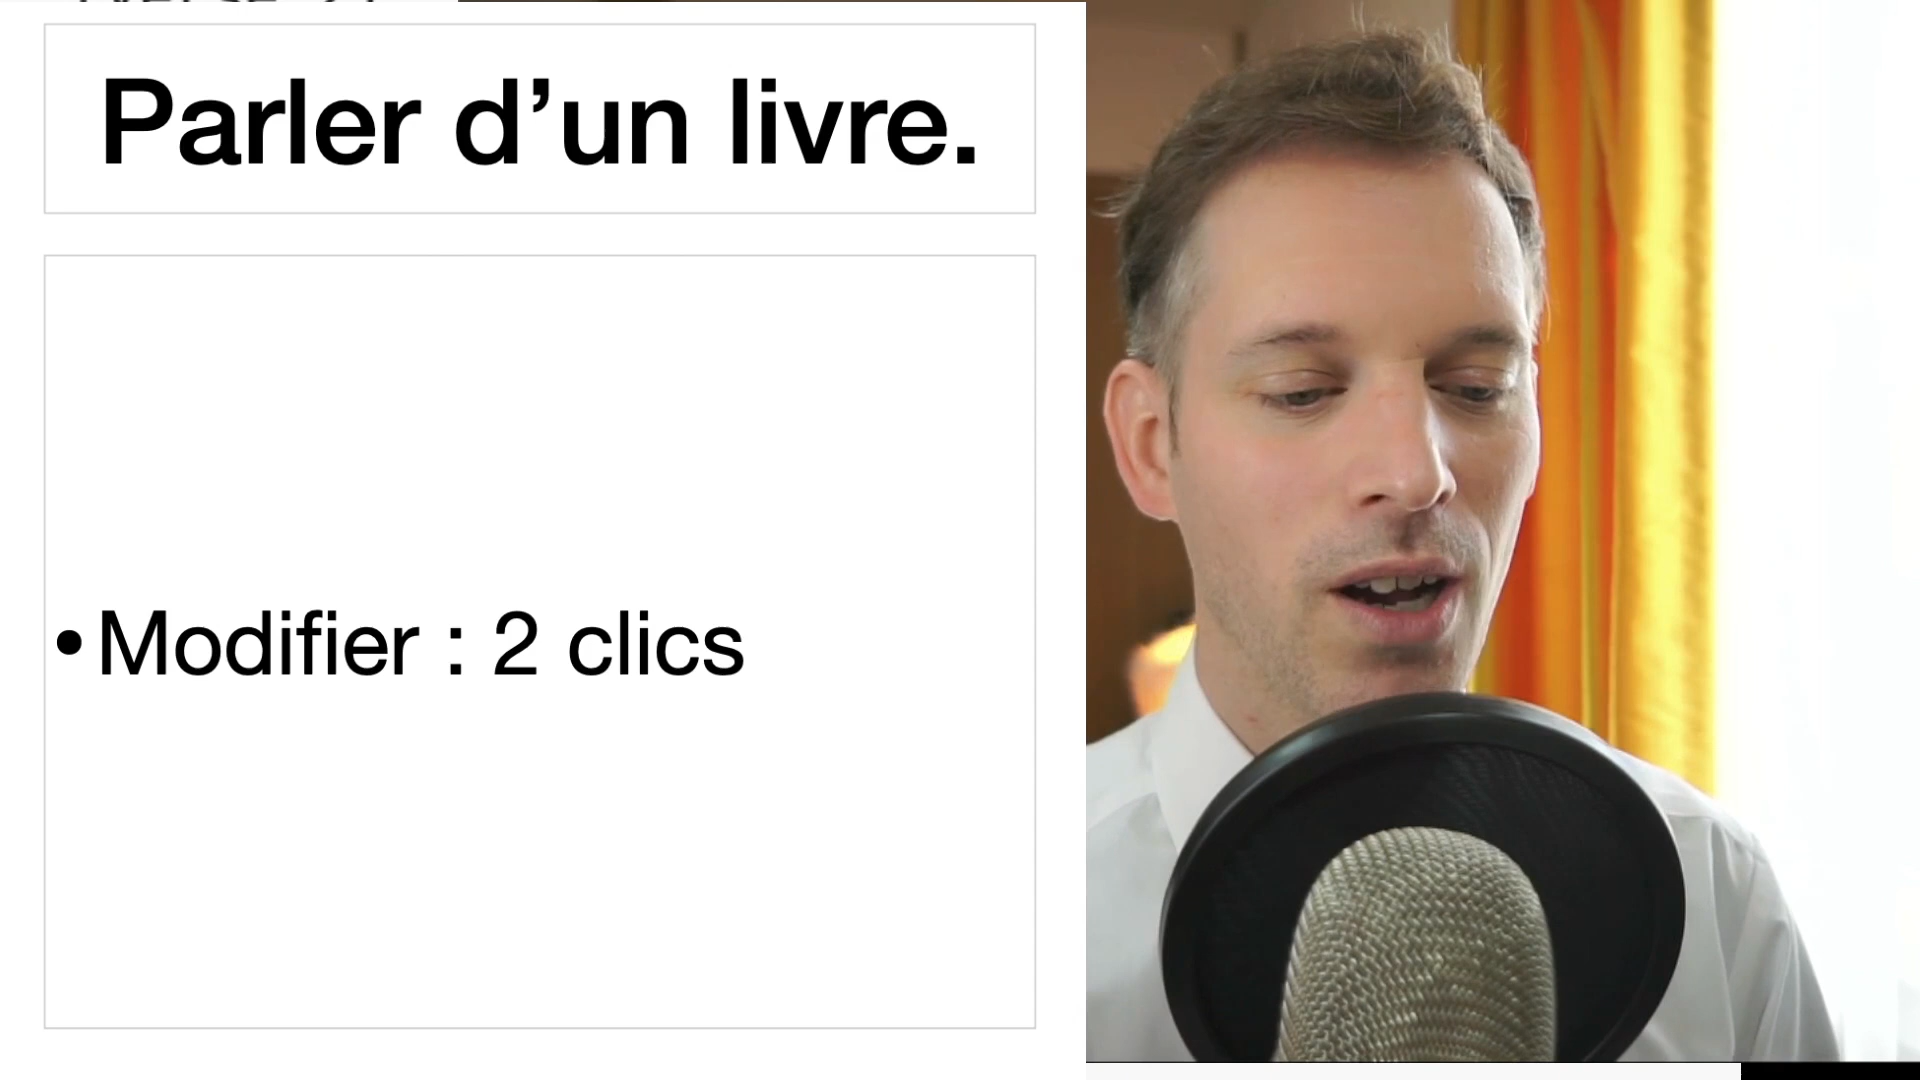 Parler d’un livre.
•Modifier : 2 clics